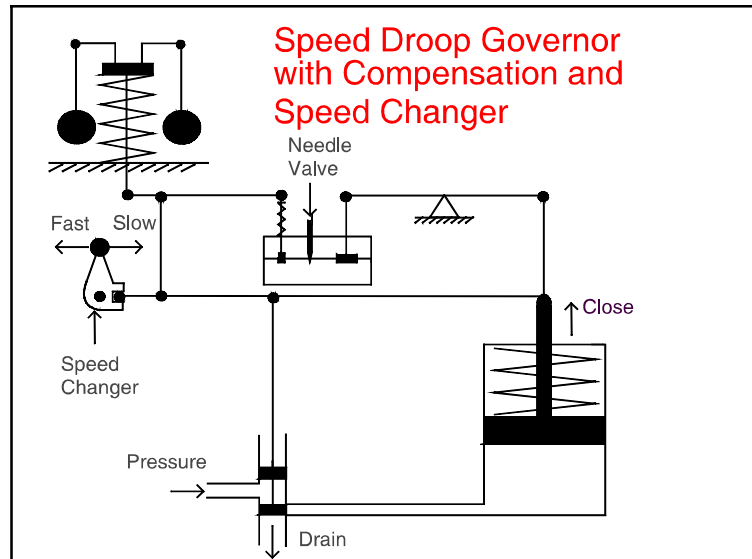 Speed Droop Governor
with Compensation and
Speed Changer
Needle
Valve
Fast Slow
Close
Speed
Changer
Pressure
Drain